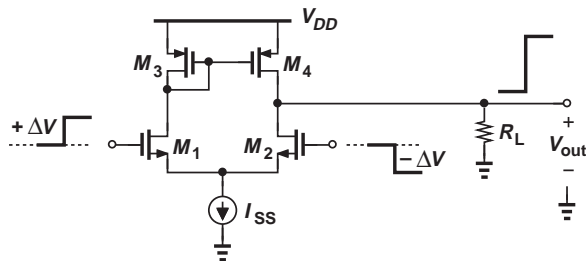 V_DD
M_3
M_4
+ ΔV
M_1
M_2
− ΔV
R_L
+
V_out
−
I_SS